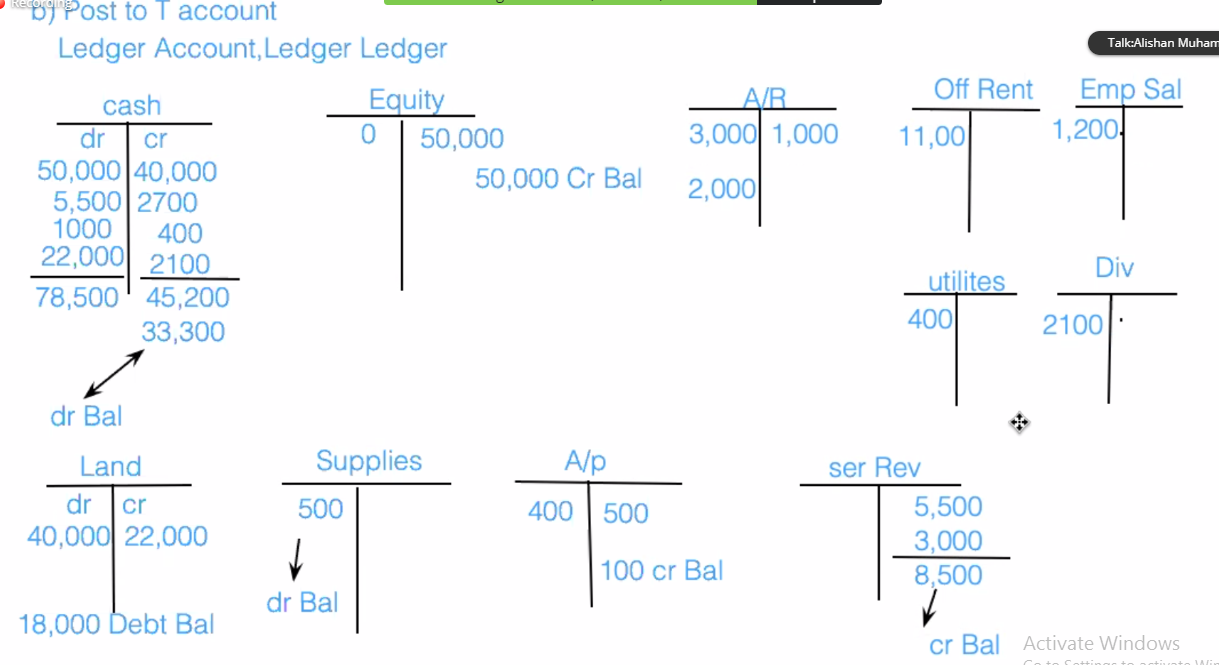 Recording
b) Post to T account
Ledger Account,Ledger Ledger
Talk:Alishan Muham
cash
dr cr
50,000 40,000
5,500 2700
1000 400
22,000 2100
78,500 45,200
33,300
dr Bal
Equity
0 50,000
50,000 Cr Bal
A/R
3,000 1,000
2,000
Off Rent
11,00
Emp Sal
1,200
utilites
400
Div
2100
Land
dr cr
40,000 22,000
18,000 Debt Bal
Supplies
500
dr Bal
A/p
400 500
100 cr Bal
ser Rev
5,500
3,000
8,500
cr Bal
Activate Windows
Go to Settings to activate Win